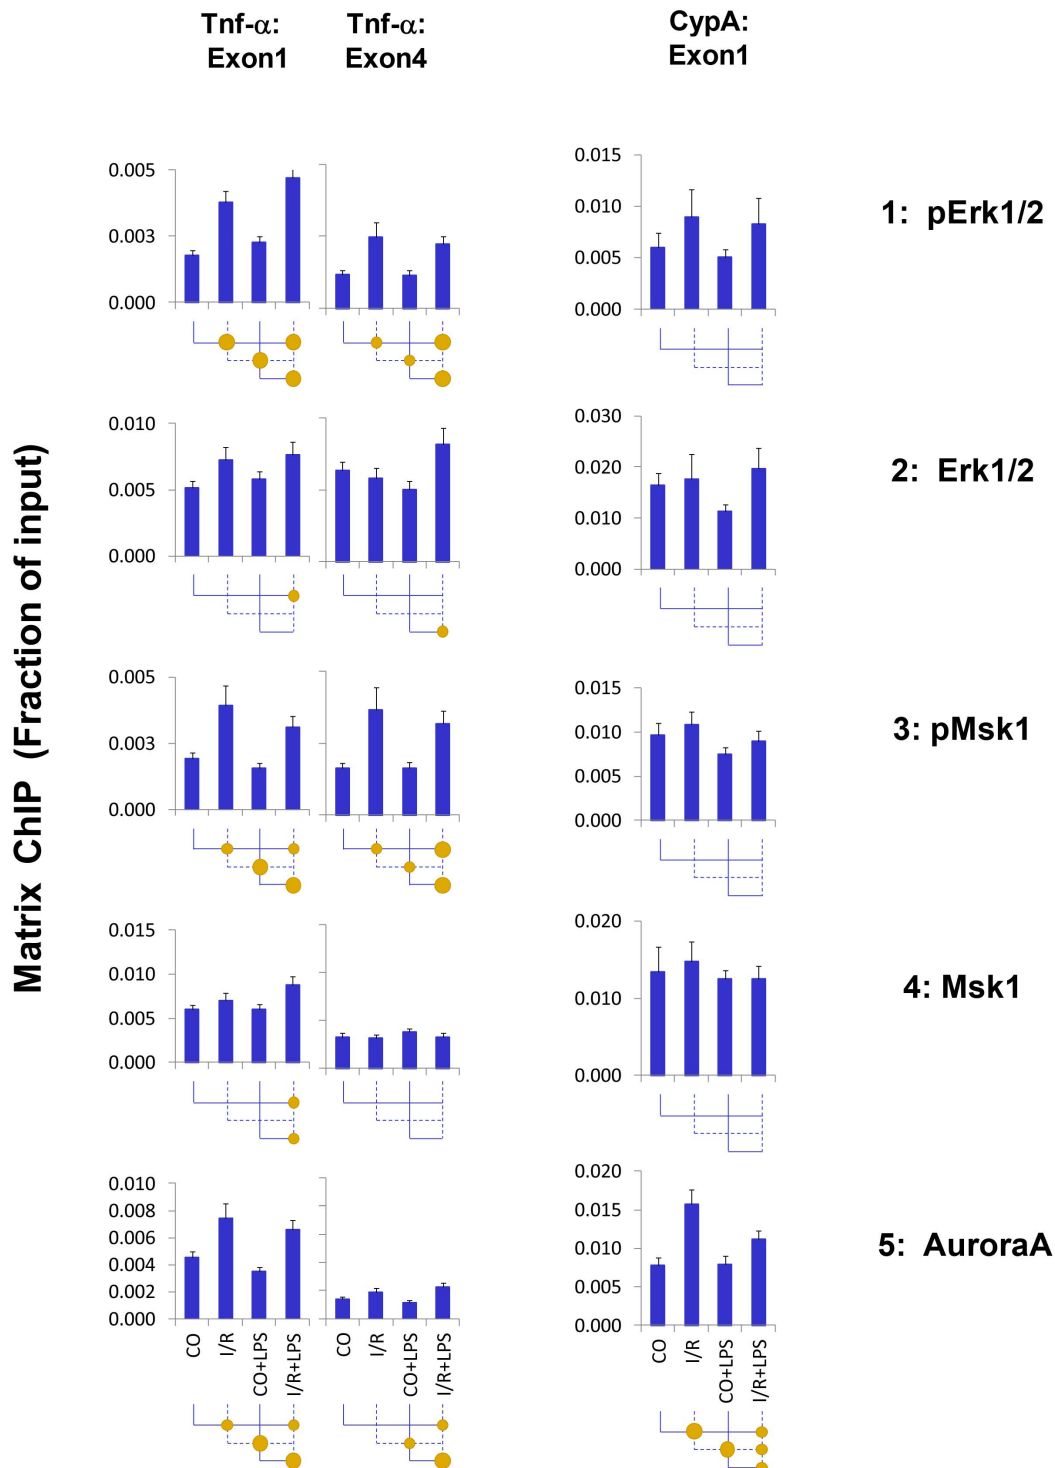 Tnf-α:
Exon1
Tnf-α:
Exon4
CypA:
Exon1
Matrix ChIP (Fraction of input)
0.005
0.003
0.000
0.015
0.010
0.005
0.000
1: pErk1/2
0.010
0.005
0.000
0.030
0.020
0.010
0.000
2: Erk1/2
0.005
0.003
0.000
0.015
0.010
0.005
0.000
3: pMsk1
0.015
0.010
0.005
0.000
0.020
0.010
0.000
4: Msk1
0.010
0.008
0.006
0.004
0.002
0.000
0.020
0.015
0.010
0.005
0.000
5: AuroraA
CO
I/R
CO+LPS
I/R+LPS
CO
I/R
CO+LPS
I/R+LPS
CO
I/R
CO+LPS
I/R+LPS